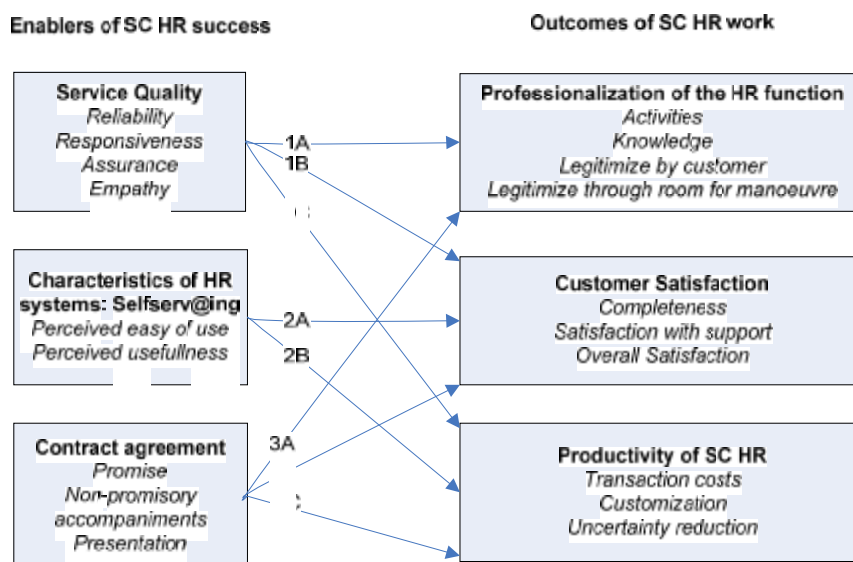 Enablers of SC HR success
Outcomes of SC HR work
Service Quality
Reliability
Responsiveness
Assurance
Empathy
Characteristics of HR
systems: Selfserv@ing
Perceived easy of use
Perceived usefullness
Contract agreement
Promise
Non-promisory
accompaniments
Presentation
1A
1B
2A
2B
3A
Professionalization of the HR function
Activities
Knowledge
Legitimize by customer
Legitimize through room for manoeuvre
Customer Satisfaction
Completeness
Satisfaction with support
Overall Satisfaction
Productivity of SC HR
Transaction costs
Customization
Uncertainty reduction